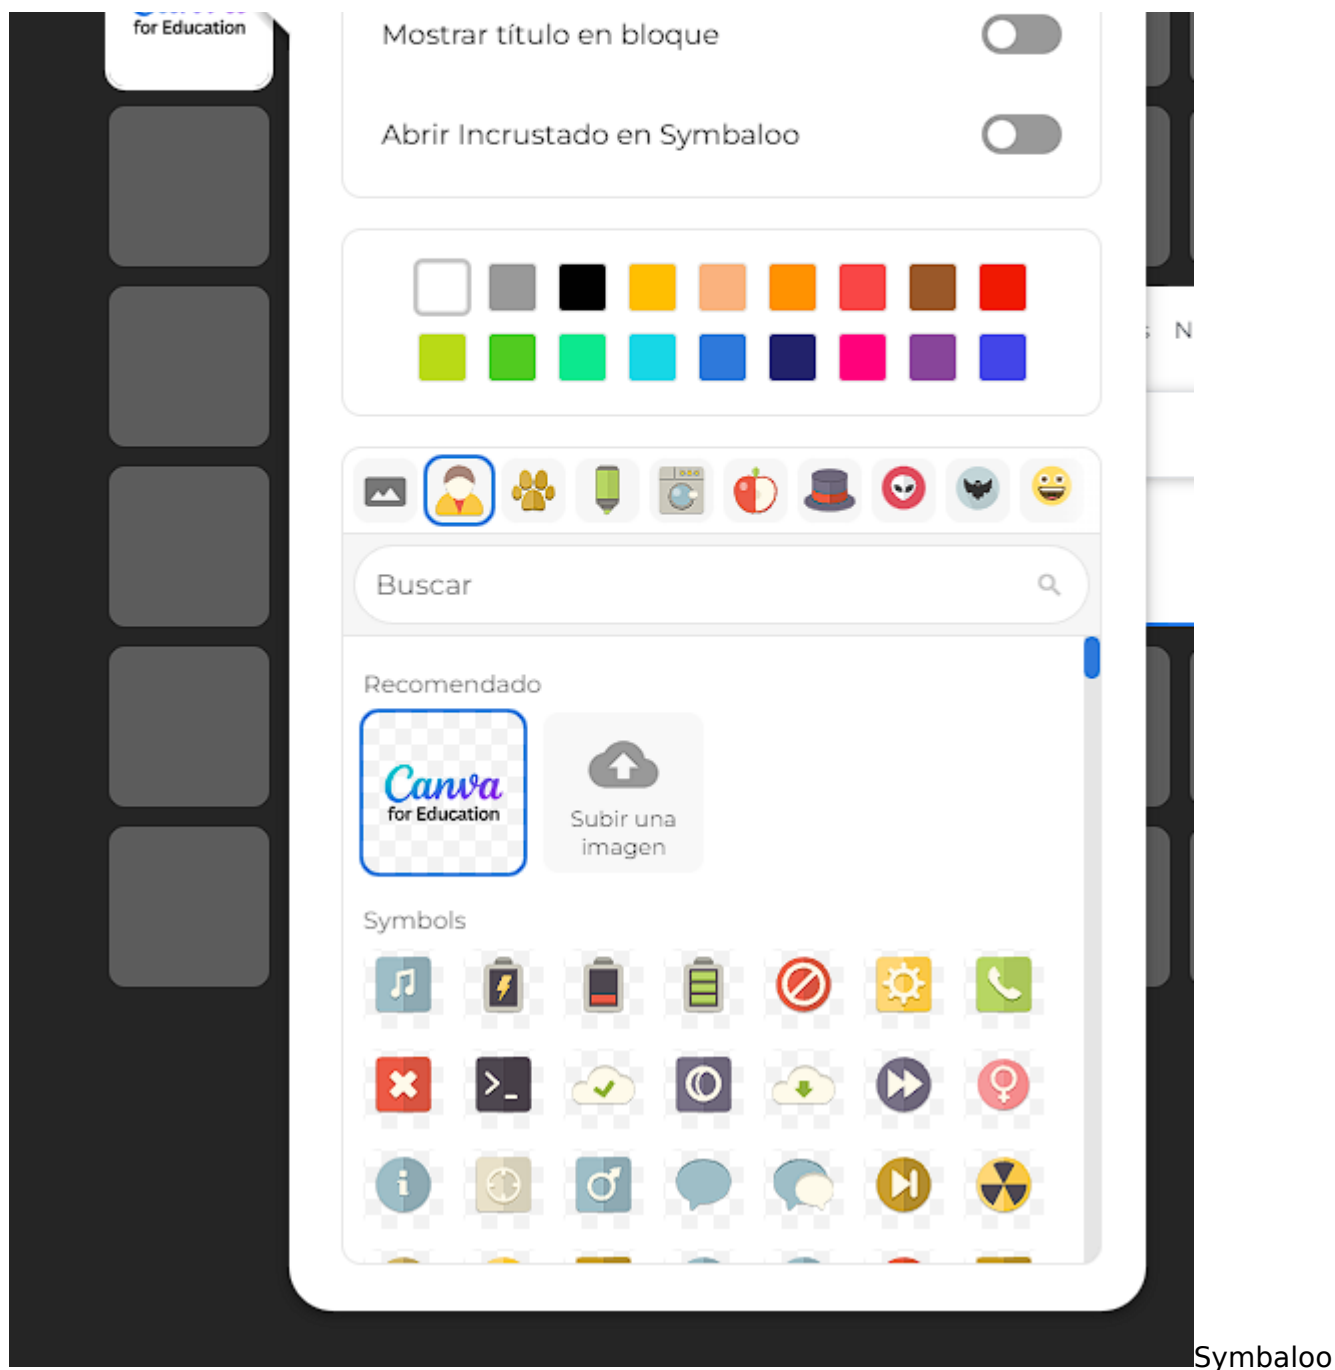 for Education
Mostrar título en bloque
Abrir Incrustado en Symbaloo
N
Buscar
Recomendado
Canva
for Education
Subir una
imagen
Symbols
Symbaloo